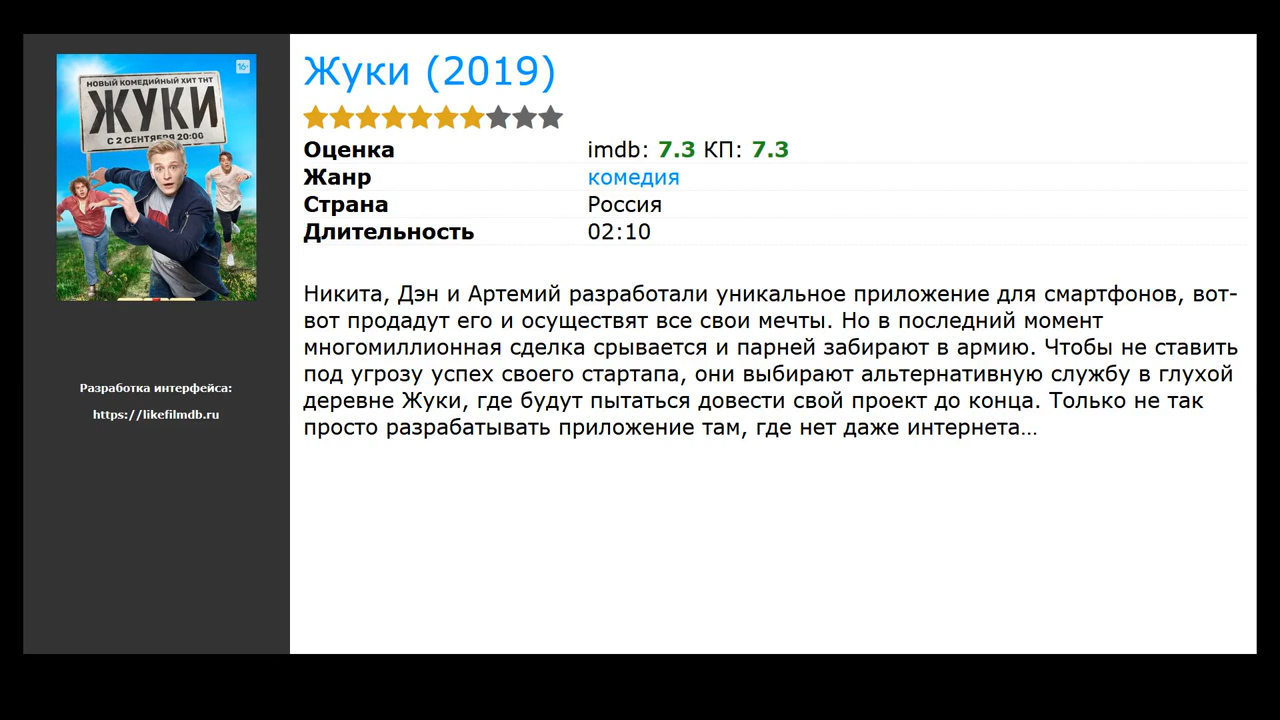 16+
НОВЫЙ КОМЕДИЙНЫЙ ХИТ ТНТ
ЖУКИ
С 2 СЕНТЯБРЯ 20:00
Разработка интерфейса:
https://likefilmdb.ru
Жуки (2019)
Оценка imdb: 7.3 КП: 7.3
Жанр комедия
Страна Россия
Длительность 02:10
Никита, Дэн и Артемий разработали уникальное приложение для смартфонов, вот-
вот продадут его и осуществят все свои мечты. Но в последний момент
многомиллионная сделка срывается и парней забирают в армию. Чтобы не ставить
под угрозу успех своего стартапа, они выбирают альтернативную службу в глухой
деревне Жуки, где будут пытаться довести свой проект до конца. Только не так
просто разрабатывать приложение там, где нет даже интернета…